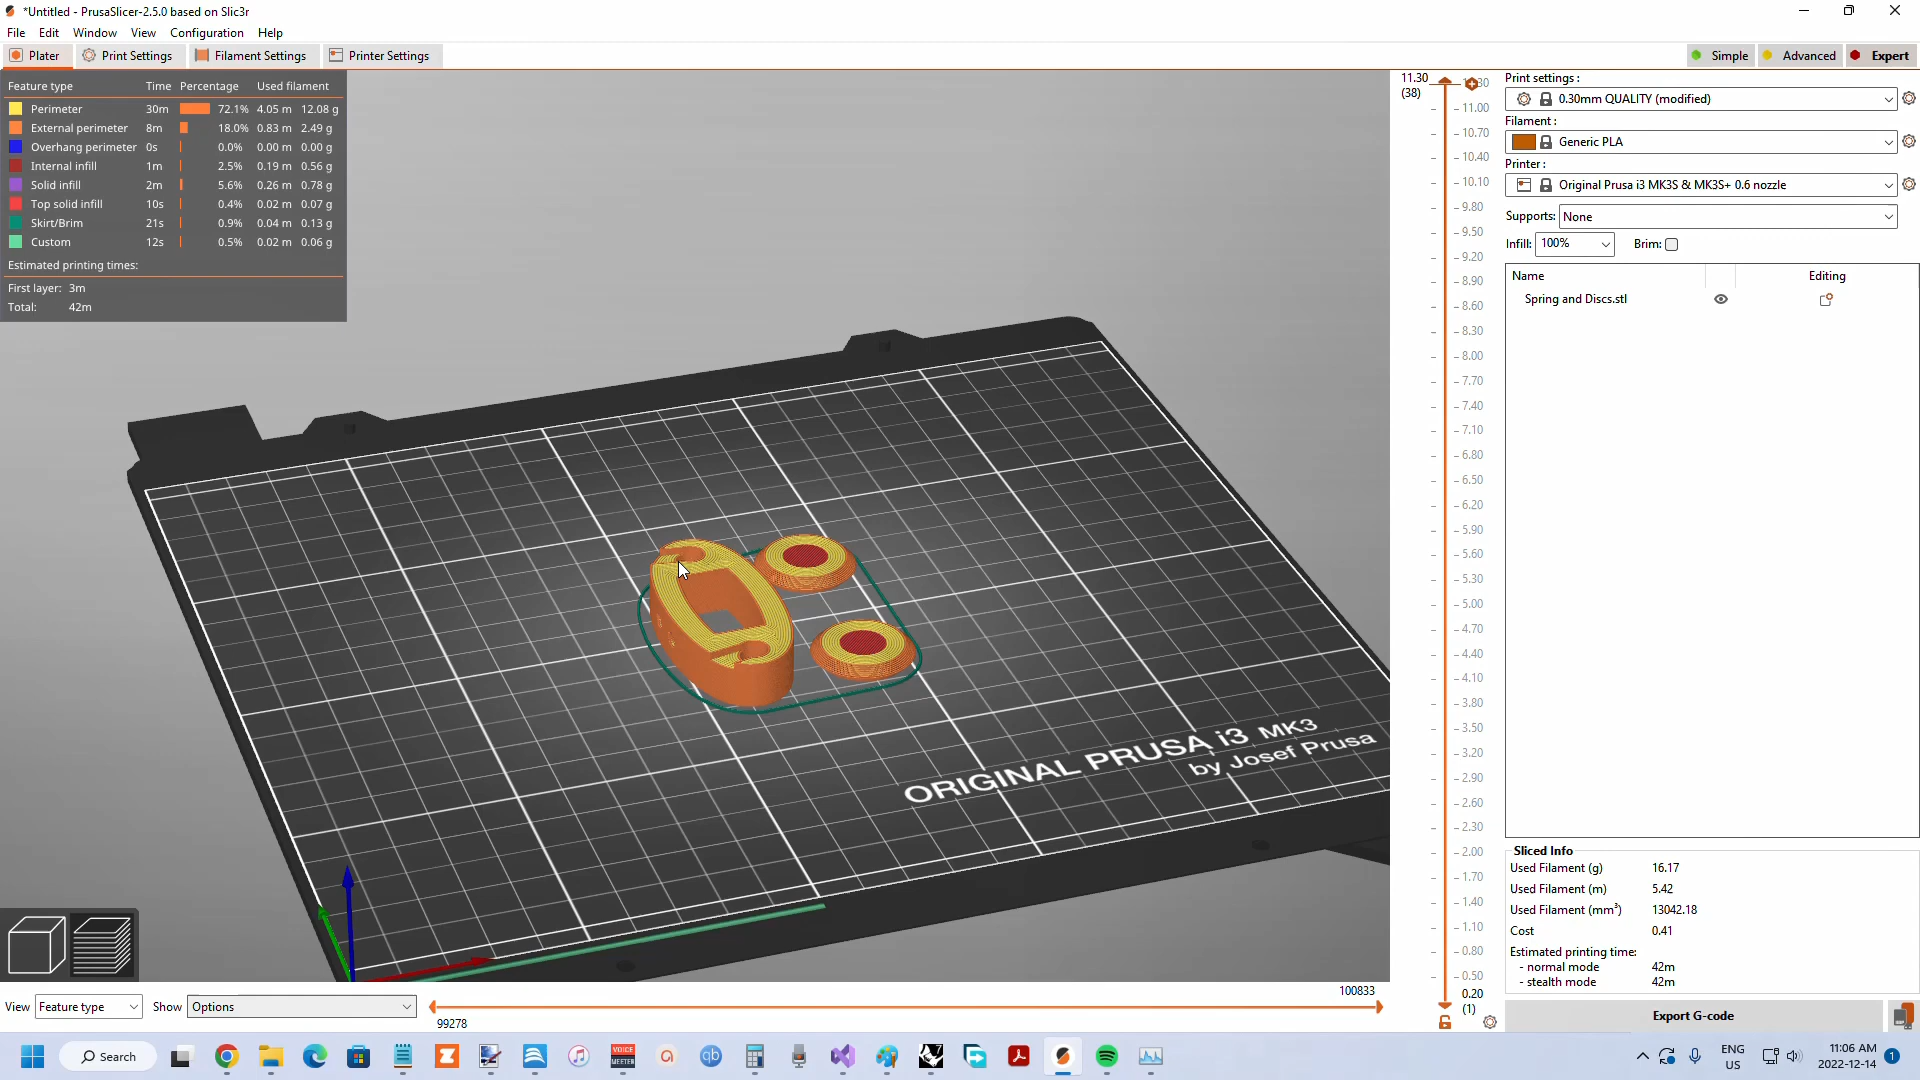 *Untitled - PrusaSlicer-2.5.0 based on Slic3r
File Edit Window View Configuration Help
Plater Print Settings Filament Settings Printer Settings Simple Advanced Expert
Feature type Time Percentage Used filament
Perimeter 30m 72.1% 4.05 m 12.08 g
External perimeter 8m 18.0% 0.83 m 2.49 g
Overhang perimeter 0s 0.0% 0.00 m 0.00 g
Internal infill 1m 2.5% 0.19 m 0.56 g
Solid infill 2m 5.6% 0.26 m 0.78 g
Top solid infill 10s 0.4% 0.02 m 0.07 g
Skirt/Brim 21s 0.9% 0.04 m 0.13 g
Custom 12s 0.5% 0.02 m 0.06 g
Estimated printing times:
First layer: 3m
Total: 42m
ORIGINAL PRUSA i3 MK3
by Josef Prusa
11.30
(38)
11.00
10.70
10.40
10.10
9.80
9.50
9.20
8.90
8.60
8.30
8.00
7.70
7.40
7.10
6.80
6.50
6.20
5.90
5.60
5.30
5.00
4.70
4.40
4.10
3.80
3.50
3.20
2.90
2.60
2.30
2.00
1.70
1.40
1.10
0.80
0.50
0.20
(1)
Print settings :
0.30mm QUALITY (modified)
Filament :
Generic PLA
Printer :
Original Prusa i3 MK3S & MK3S+ 0.6 nozzle
Supports: None
Infill: 100% Brim:
Name Editing
Spring and Discs.stl
Sliced Info
Used Filament (g) 16.17
Used Filament (m) 5.42
Used Filament (mm³) 13042.18
Cost 0.41
Estimated printing time:
- normal mode 42m
- stealth mode 42m
Export G-code
View Feature type Show Options
100833
99278
Search
VOICE
MEETER
qb
ENG
US
11:06 AM
2022-12-14
1